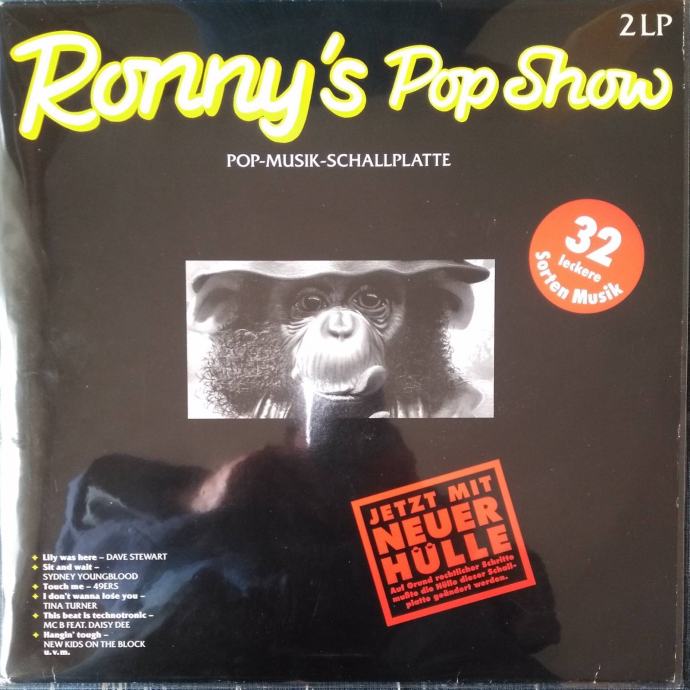 2 LP
Ronny's Pop Show
POP-MUSIK-SCHALLPLATTE
32
leckere
Sorten Musik
JETZT MIT
NEUER
HÜLLE
Auf Grund rechtlicher Schritte
mußte die Hülle dieser Schall-
platte geändert werden.
Lily was here – DAVE STEWART
Sit and wait –
SYDNEY YOUNGBLOOD
Touch me – 49ERS
I don't wanna lose you –
TINA TURNER
This beat is technotronic –
MC B FEAT. DAISY DEE
Hangin' tough –
NEW KIDS ON THE BLOCK
u.v.m.